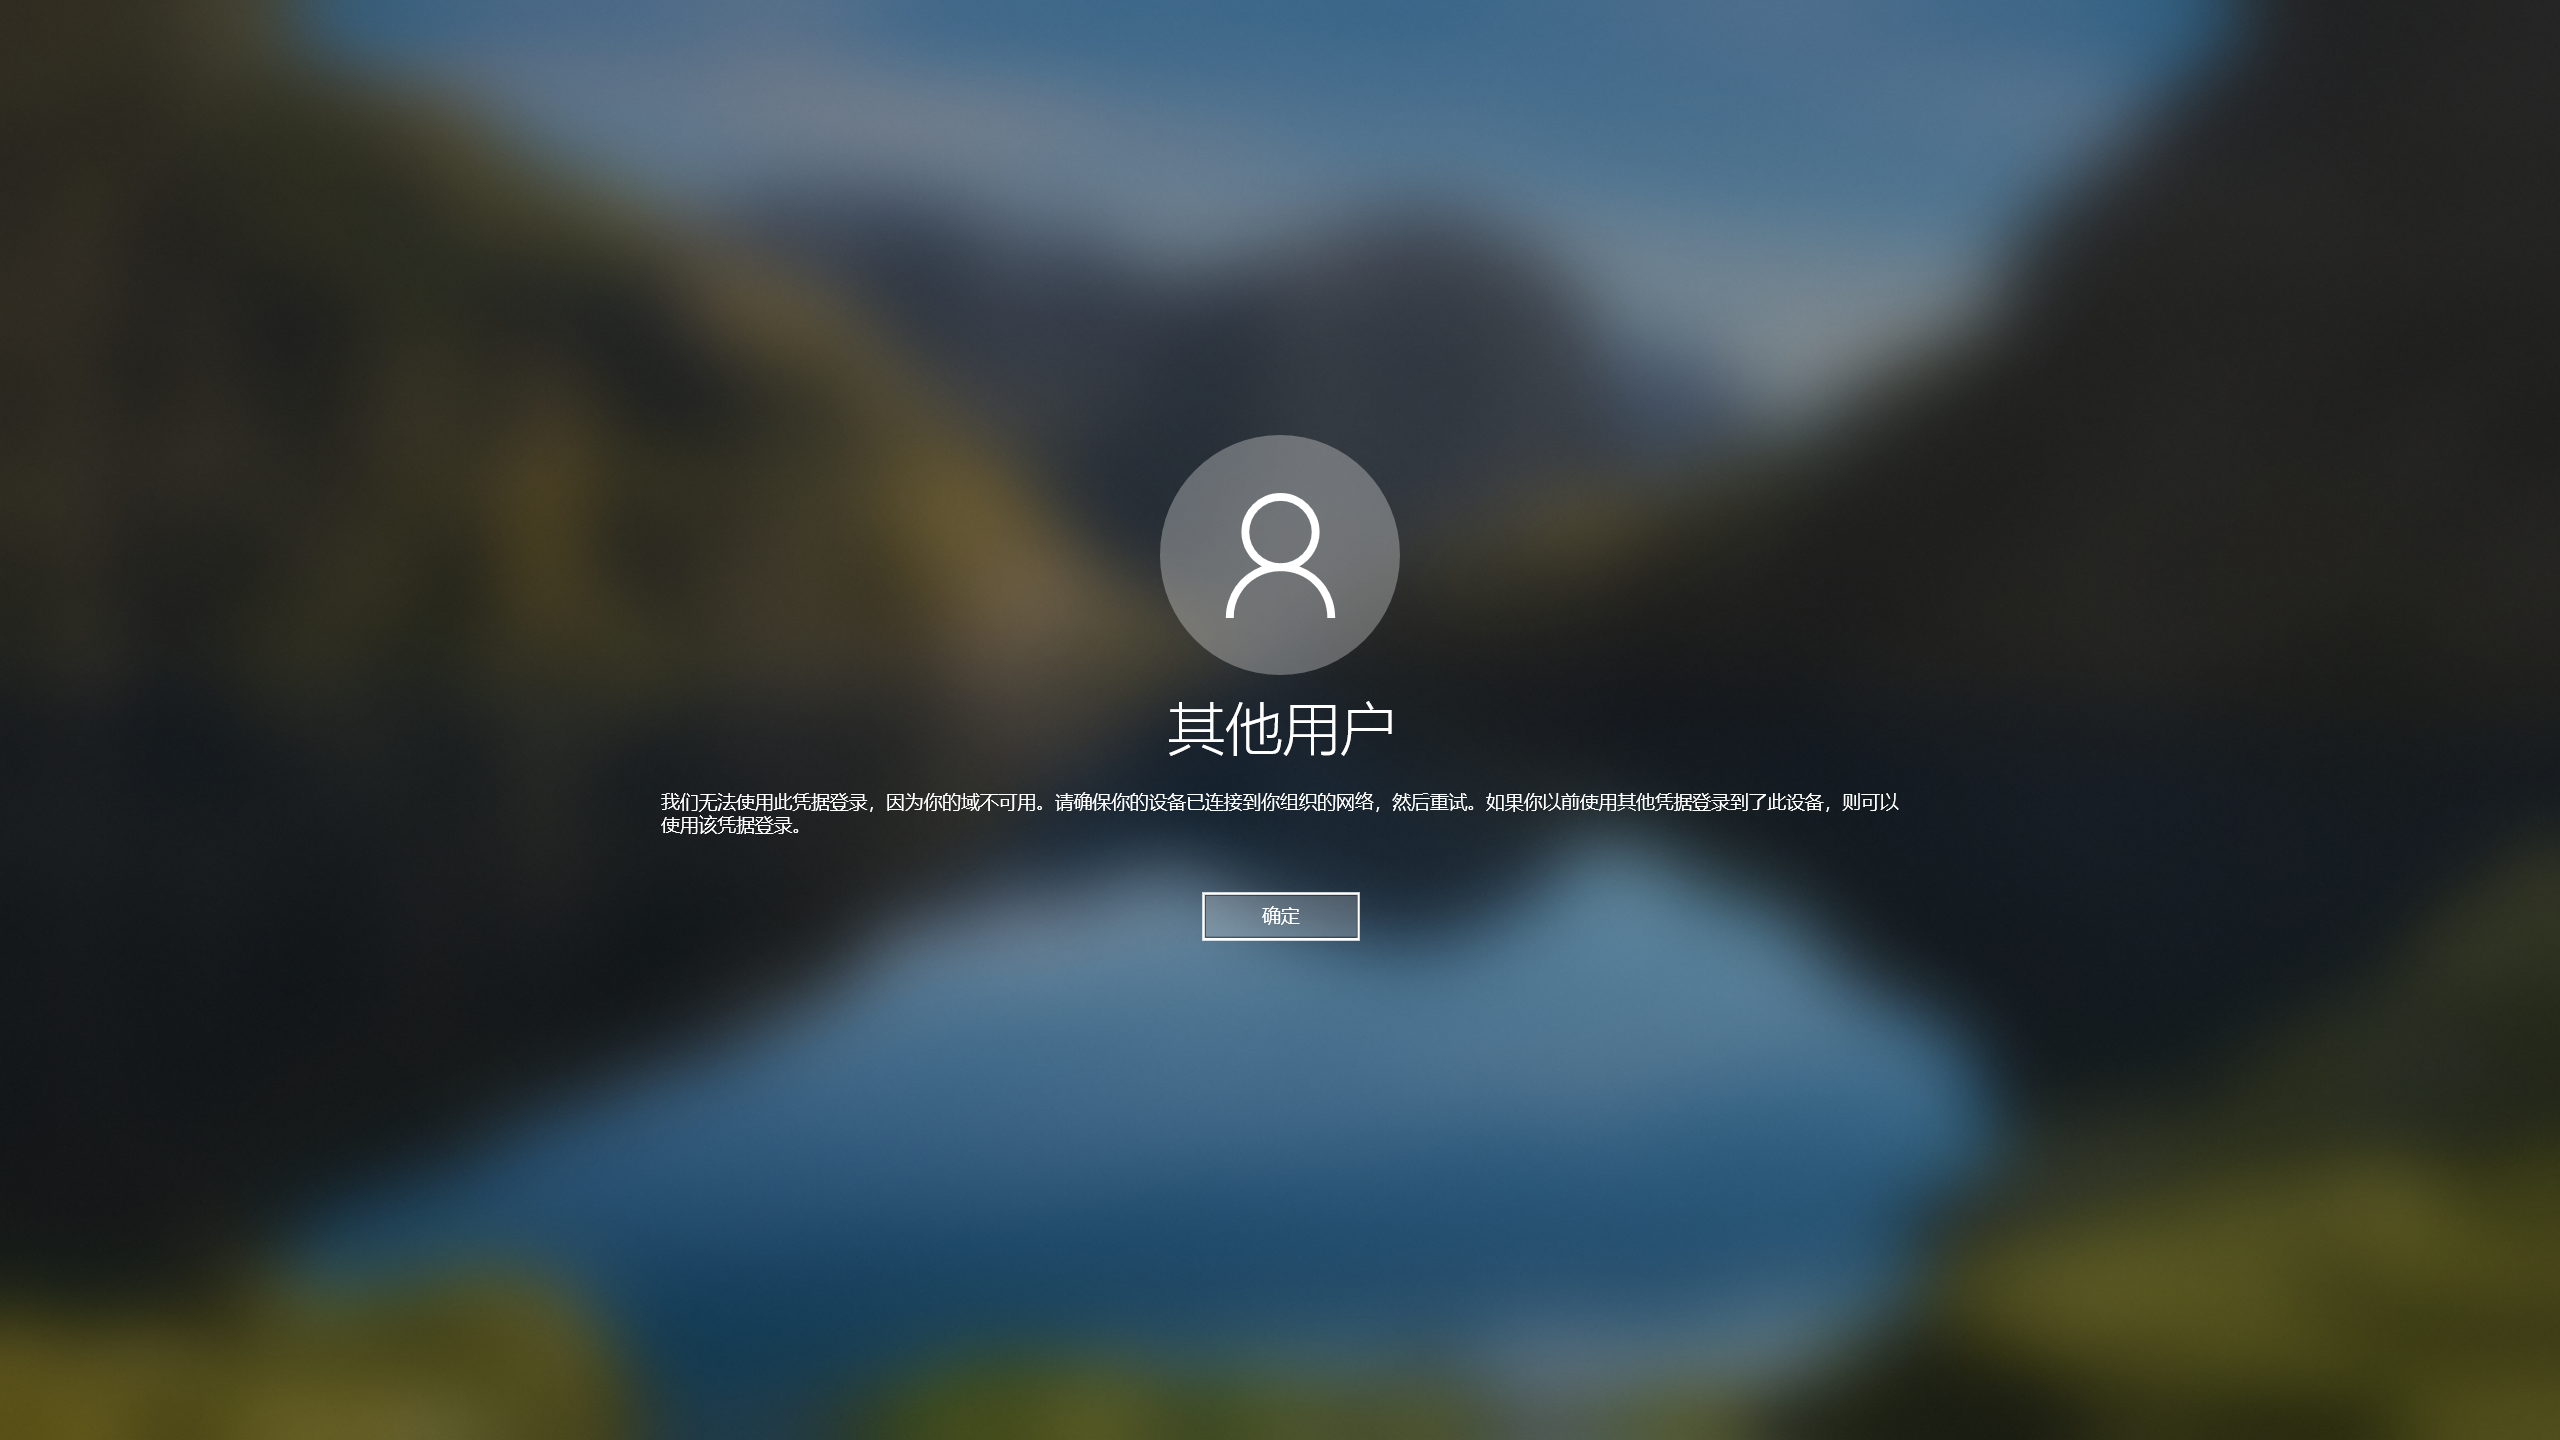 其他用户
我们无法使用此凭据登录，因为你的域不可用。请确保你的设备已连接到你组织的网络，然后重试。如果你以前使用其他凭据登录到了此设备，则可以
使用该凭据登录。
确定